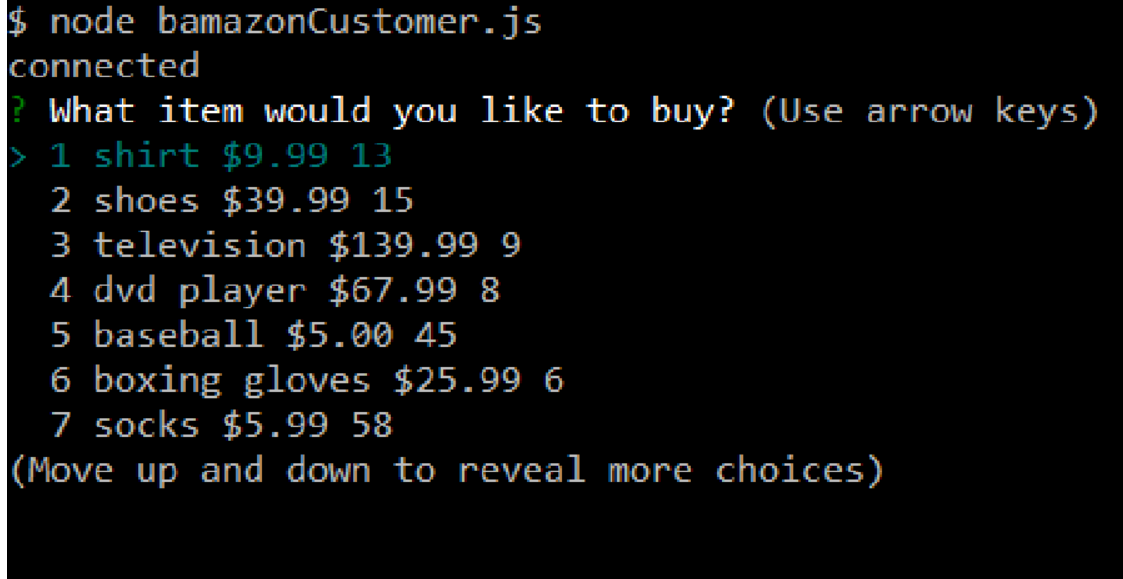 $ node bamazonCustomer.js
connected
? What item would you like to buy? (Use arrow keys)
> 1 shirt $9.99 13
2 shoes $39.99 15
3 television $139.99 9
4 dvd player $67.99 8
5 baseball $5.00 45
6 boxing gloves $25.99 6
7 socks $5.99 58
(Move up and down to reveal more choices)